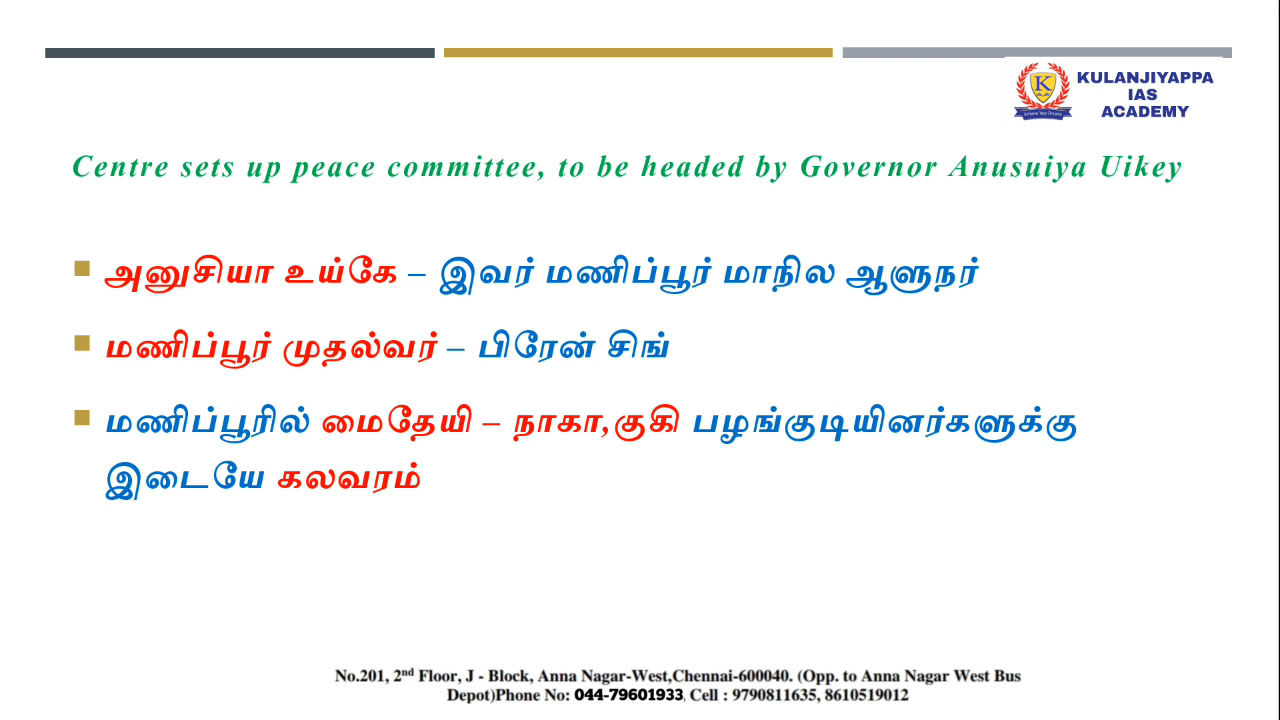 KULANJIYAPPA
IAS
ACADEMY
Centre sets up peace committee, to be headed by Governor Anusuiya Uikey
அனுசியா உய்கே – இவர் மணிப்பூர் மாநில ஆளுநர்
மணிப்பூர் முதல்வர் – பிரேன் சிங்
மணிப்பூரில் மைதேயி – நாகா,குகி பழங்குடியினர்களுக்கு
இடையே கலவரம்
No.201, 2nd Floor, J - Block, Anna Nagar-West,Chennai-600040. (Opp. to Anna Nagar West Bus
Depot)Phone No: 044-79601933, Cell : 9790811635, 8610519012